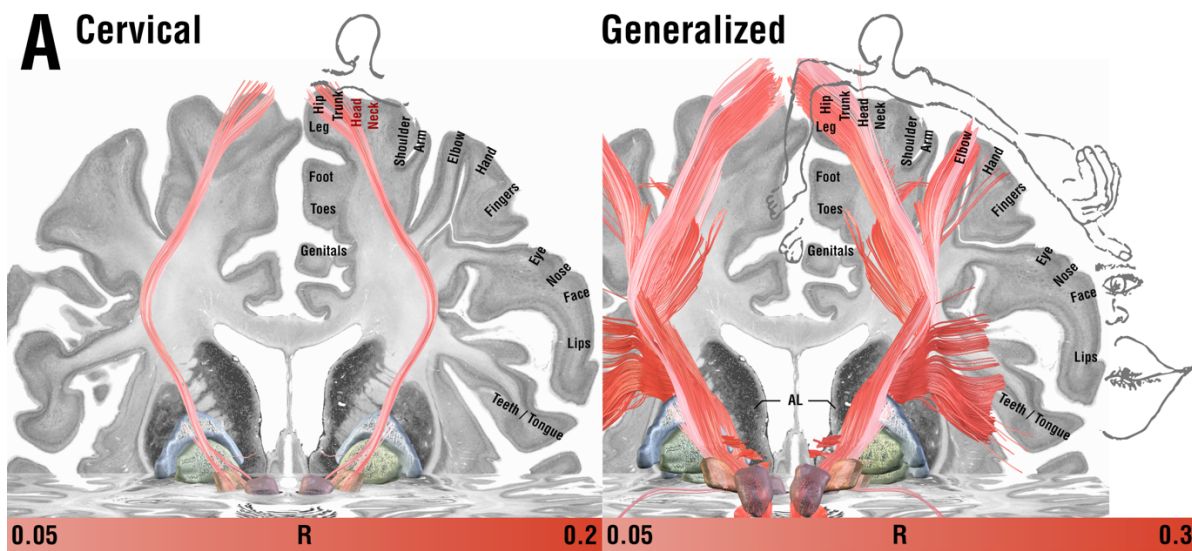 A Cervical
Hip
Trunk
Head
Neck
Leg
Shoulder
Arm
Elbow
Hand
Fingers
Foot
Toes
Genitals
Eye
Nose
Face
Lips
Teeth / Tongue
0.05 R 0.2
Generalized
Hip
Trunk
Head
Neck
Leg
Shoulder
Arm
Elbow
Hand
Fingers
Foot
Toes
Genitals
Eye
Nose
Face
Lips
AL
Teeth / Tongue
0.05 R 0.3